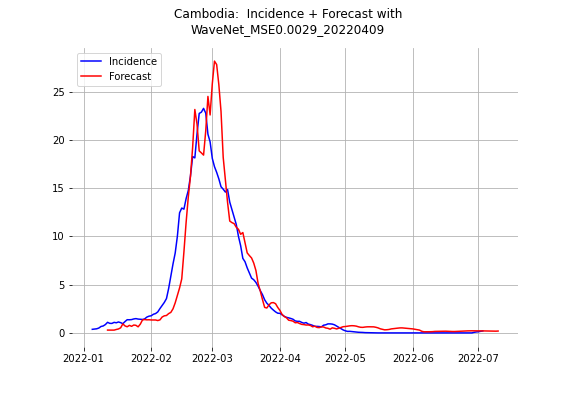 Cambodia:  Incidence + Forecast with
WaveNet_MSE0.0029_20220409
Incidence
Forecast
25
20
15
10
5
0
2022-01 2022-02 2022-03 2022-04 2022-05 2022-06 2022-07